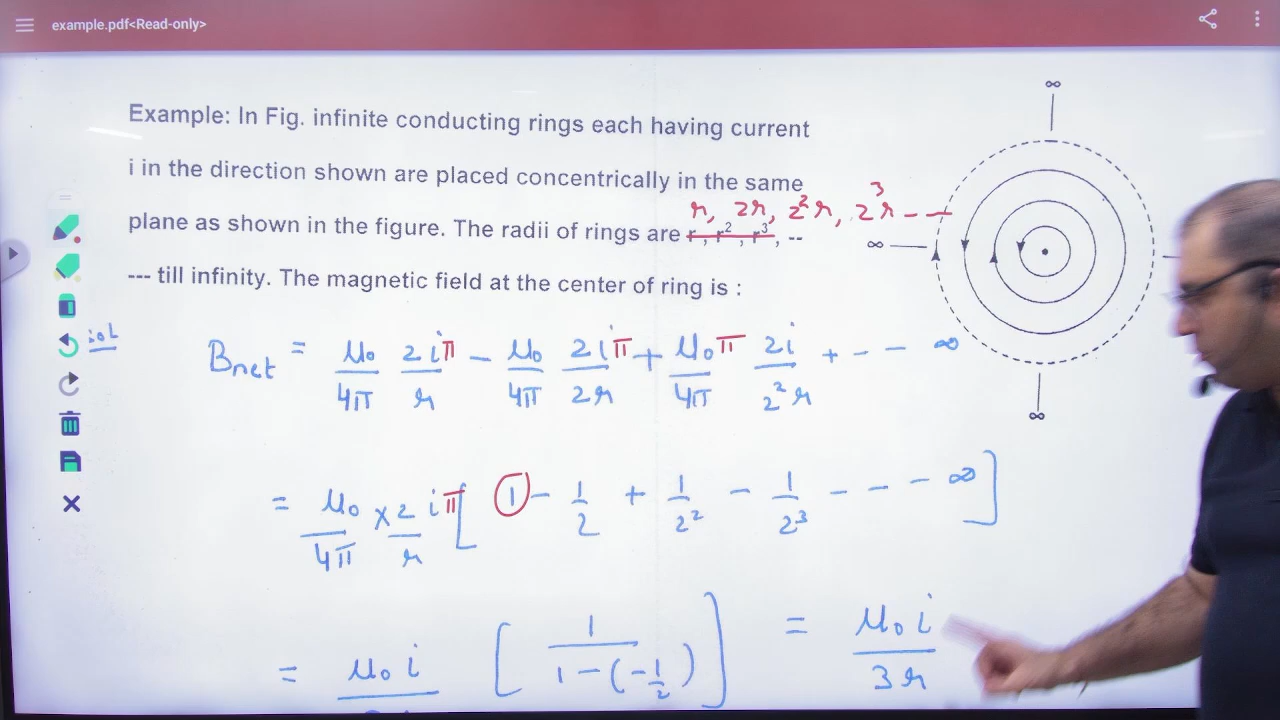 example.pdf<Read-only>
Example: In Fig. infinite conducting rings each having current
i in the direction shown are placed concentrically in the same
r, 2r, 2²r, 2³r - -
plane as shown in the figure. The radii of rings are r, r², r³, --
--- till infinity. The magnetic field at the center of ring is :
∞
∞
∞
sol
Bnet = μ₀/4π 2iπ/r - μ₀/4π 2iπ/2r + μ₀π/4π 2i/2²r + - - ∞
= μ₀/4π × 2iπ/r [ 1 - 1/2 + 1/2² - 1/2³ - - - ∞ ]
= μ₀i [ 1/1-(-1/2) ] = μ₀i/3r